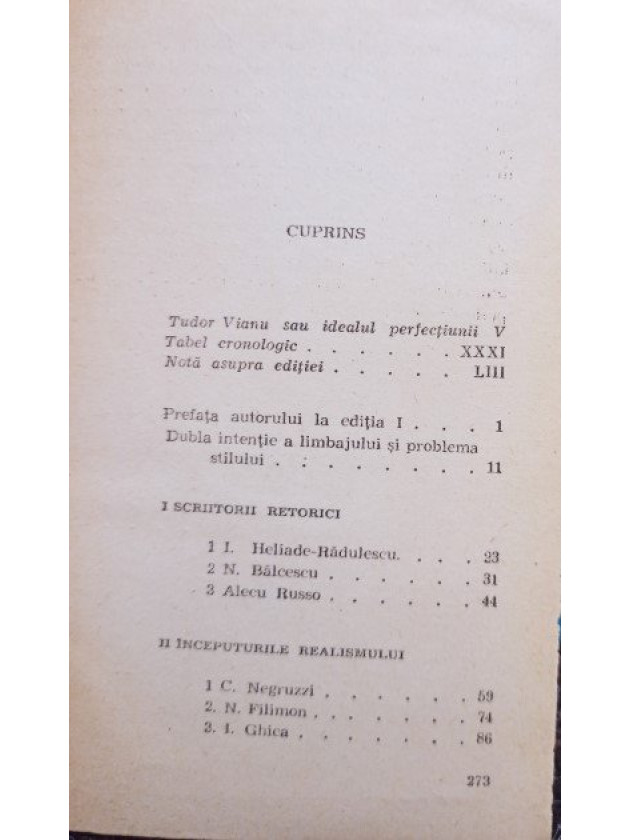 CUPRINS
Tudor Vianu sau idealul perfecțiunii V
Tabel cronologic . . . . . . XXXI
Notă asupra ediției . . . . . LIII
Prefața autorului la ediția I . . . 1
Dubla intenție a limbajului și problema
stilului . . . . . . . . 11
I SCRIITORII RETORICI
1 I. Heliade-Rădulescu. . . . 23
2 N. Bălcescu . . . . . . 31
3 Alecu Russo . . . . . . 44
II ÎNCEPUTURILE REALISMULUI
1 C. Negruzzi . . . . . . 59
2. N. Filimon . . . . . . 74
3. I. Ghica . . . . . . 86
273